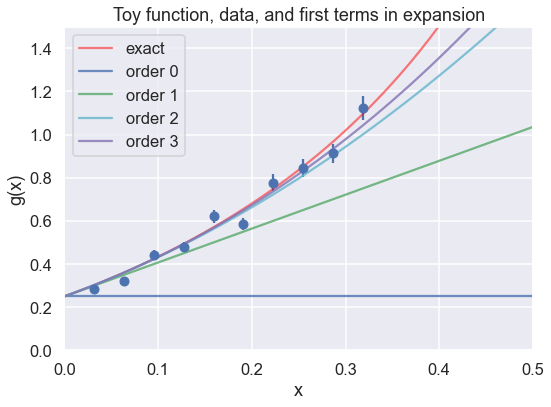 Toy function, data, and first terms in expansion
1.4
1.2
1.0
0.8
0.6
0.4
0.2
0.0
g(x)
exact
order 0
order 1
order 2
order 3
0.0 0.1 0.2 0.3 0.4 0.5
x